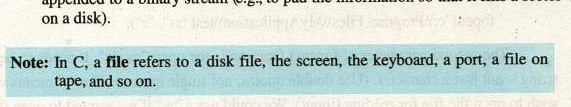 appended to a binary stream (e.g., to pad the information so that it fills a sector
on a disk).
Note: In C, a file refers to a disk file, the screen, the keyboard, a port, a file on
tape, and so on.